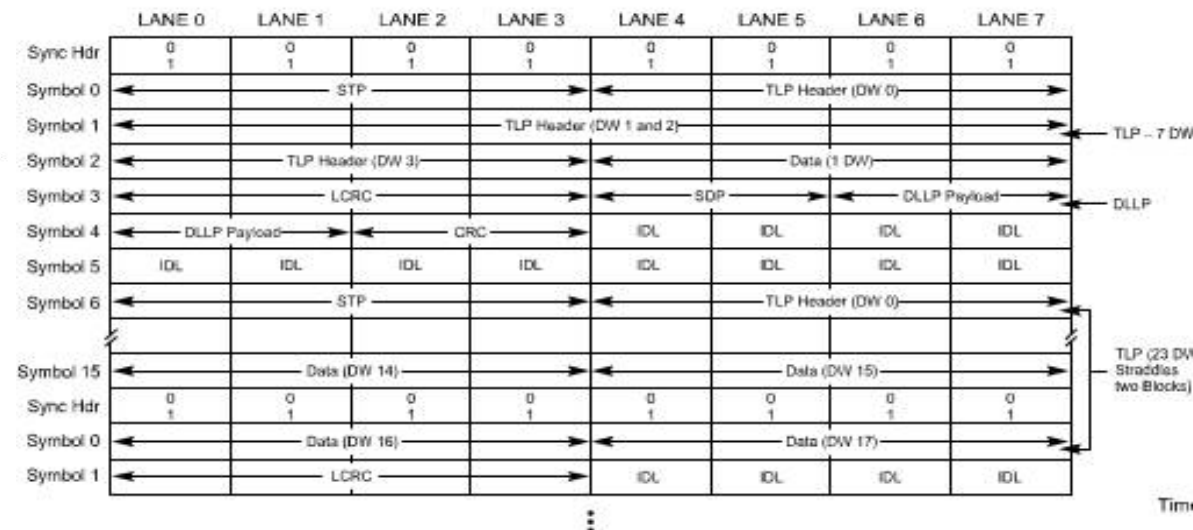 LANE 0 LANE 1 LANE 2 LANE 3 LANE 4 LANE 5 LANE 6 LANE 7
Sync Hdr 0 0 0 0 0 0 0 0
1 1 1 1 1 1 1 1
Symbol 0 STP TLP Header (DW 0)
Symbol 1 TLP Header (DW 1 and 2)
TLP – 7 DW
Symbol 2 TLP Header (DW 3) Data (1 DW)
Symbol 3 LCRC SDP DLLP Payload
DLLP
Symbol 4 DLLP Payload CRC IDL IDL IDL IDL
Symbol 5 IDL IDL IDL IDL IDL IDL IDL IDL
Symbol 6 STP TLP Header (DW 0)
TLP (23 DW
Straddles
two Blocks)
Symbol 15 Data (DW 14) Data (DW 15)
Sync Hdr 0 0 0 0 0 0 0 0
1 1 1 1 1 1 1 1
Symbol 0 Data (DW 16) Data (DW 17)
Symbol 1 LCRC IDL IDL IDL IDL
Time